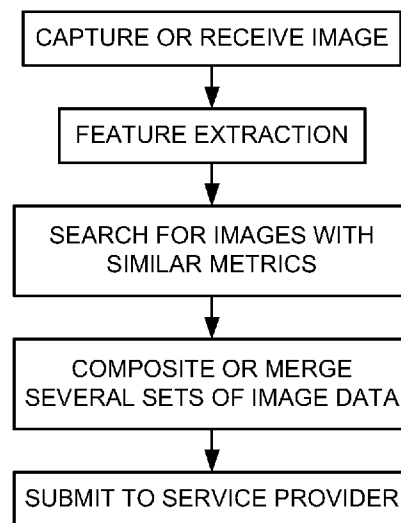 CAPTURE OR RECEIVE IMAGE
FEATURE EXTRACTION
SEARCH FOR IMAGES WITH
SIMILAR METRICS
COMPOSITE OR MERGE
SEVERAL SETS OF IMAGE DATA
SUBMIT TO SERVICE PROVIDER